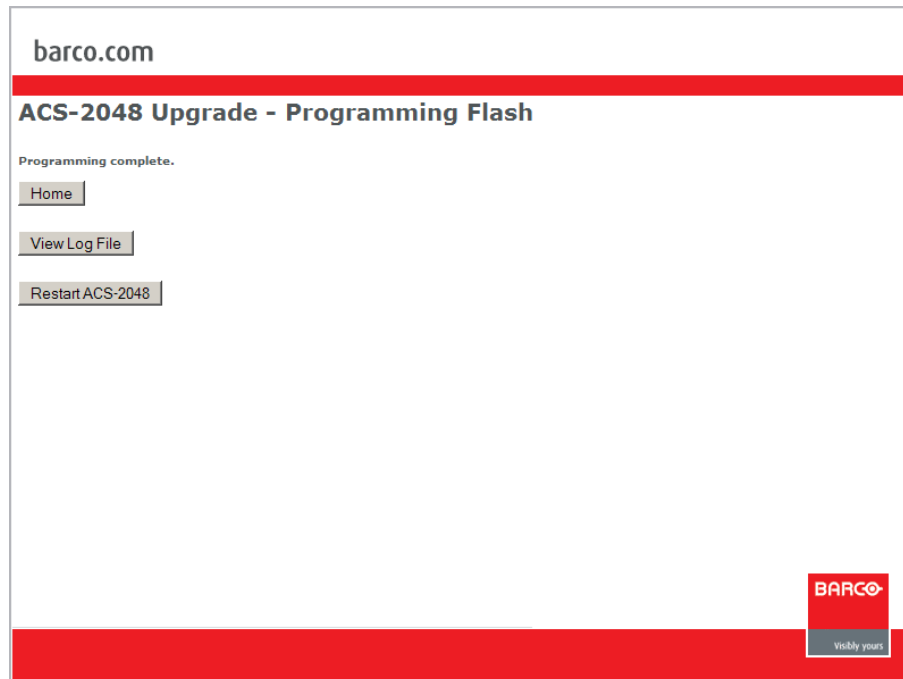 barco.com
ACS-2048 Upgrade - Programming Flash
Programming complete.
Home
View Log File
Restart ACS-2048
BARCO
Visibly yours